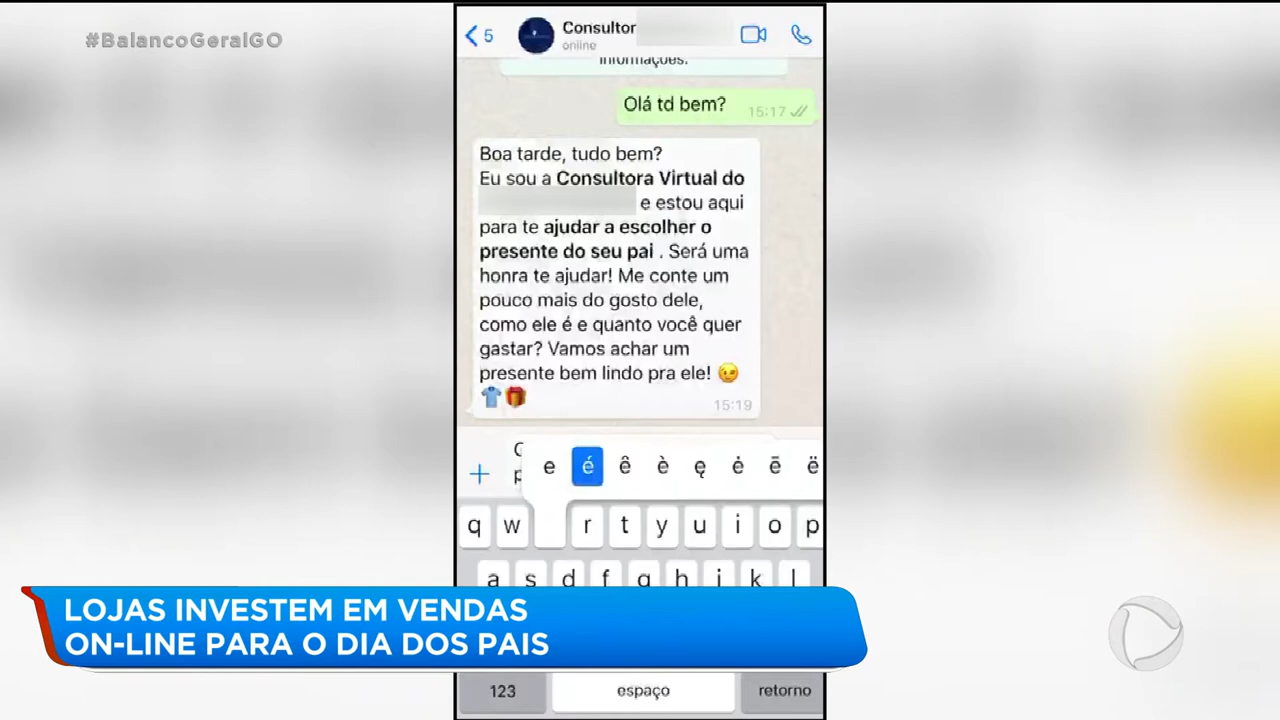 #BalancoGeralGO
5
Consultor
online
informações.
Olá td bem?
15:17
Boa tarde, tudo bem?
Eu sou a Consultora Virtual do
e estou aqui
para te ajudar a escolher o
presente do seu pai . Será uma
honra te ajudar! Me conte um
pouco mais do gosto dele,
como ele é e quanto você quer
gastar? Vamos achar um
presente bem lindo pra ele! 😉
👕🎁
15:19
e é ê è ę ė ē ë
q w r t y u i o p
a s d f g h j k l
LOJAS INVESTEM EM VENDAS
ON-LINE PARA O DIA DOS PAIS
123 espaço retorno